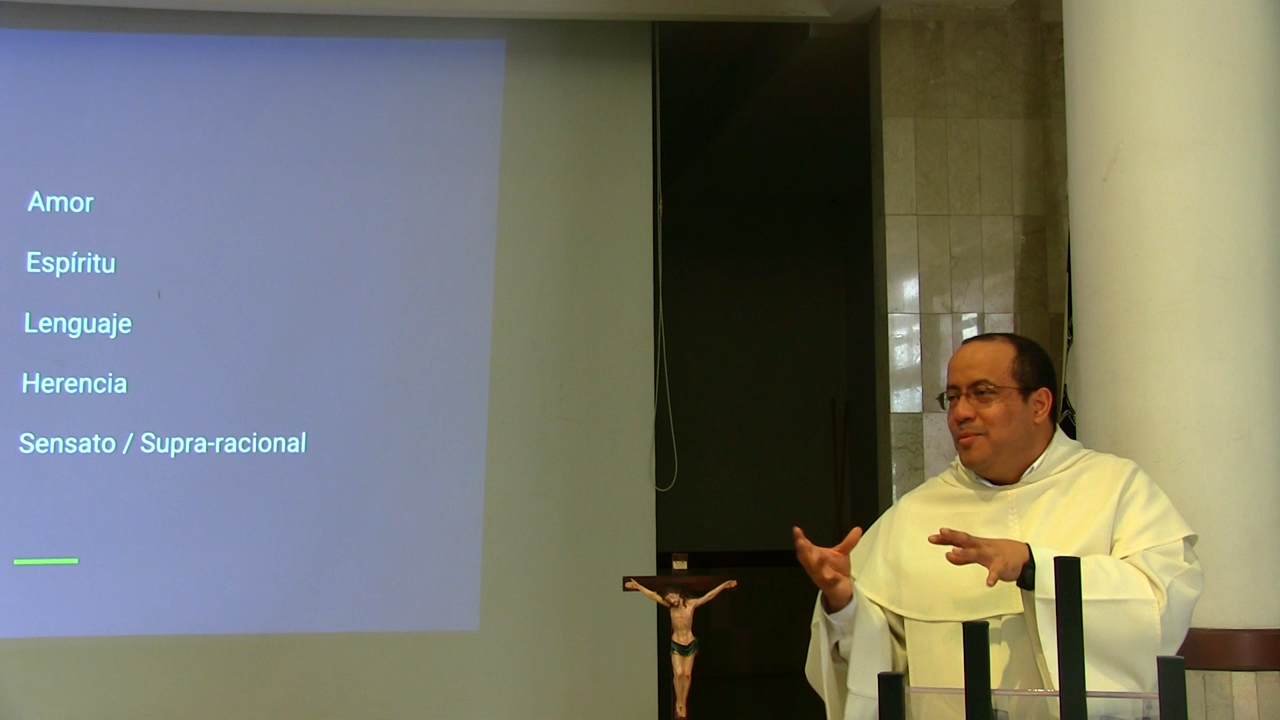 Amor
Espíritu
Lenguaje
Herencia
Sensato / Supra-racional